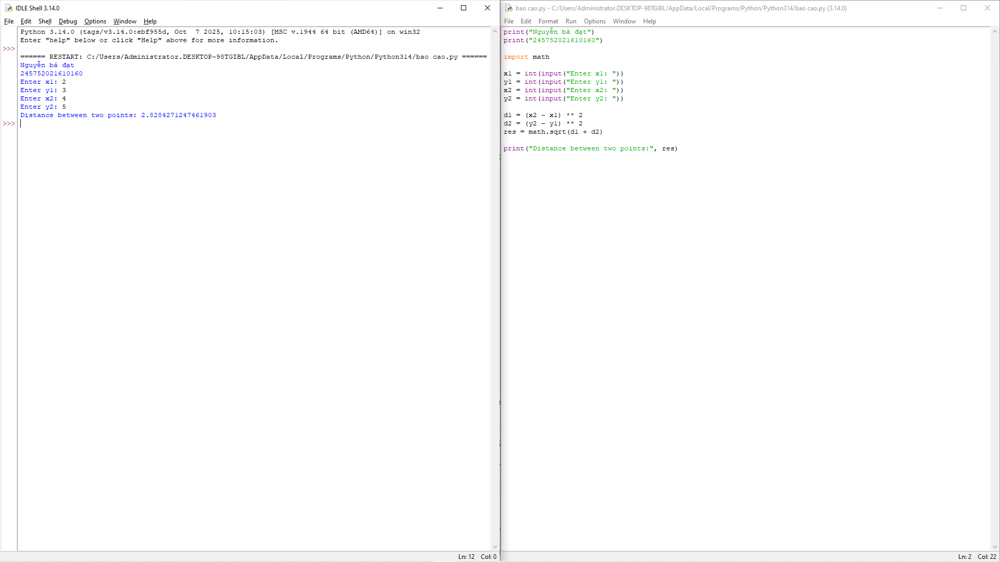 IDLE Shell 3.14.0
File Edit Shell Debug Options Window Help
Python 3.14.0 (tags/v3.14.0:ebf955d, Oct  7 2025, 10:15:03) [MSC v.1944 64 bit (AMD64)] on win32
Enter "help" below or click "Help" above for more information.
>>>
====== RESTART: C:/Users/Administrator.DESKTOP-98TGIBL/AppData/Local/Programs/Python/Python314/bao cao.py ======
Nguyễn bá đạt
245752021610160
Enter x1: 2
Enter y1: 3
Enter x2: 4
Enter y2: 5
Distance between two points: 2.8284271247461903
>>>
Ln: 12 Col: 0
bao cao.py - C:/Users/Administrator.DESKTOP-98TGIBL/AppData/Local/Programs/Python/Python314/bao cao.py (3.14.0)
File Edit Format Run Options Window Help
print("Nguyễn bá đạt")
print("245752021610160")
import math
x1 = int(input("Enter x1: "))
y1 = int(input("Enter y1: "))
x2 = int(input("Enter x2: "))
y2 = int(input("Enter y2: "))
d1 = (x2 - x1) ** 2
d2 = (y2 - y1) ** 2
res = math.sqrt(d1 + d2)
print("Distance between two points:", res)
Ln: 2 Col: 22